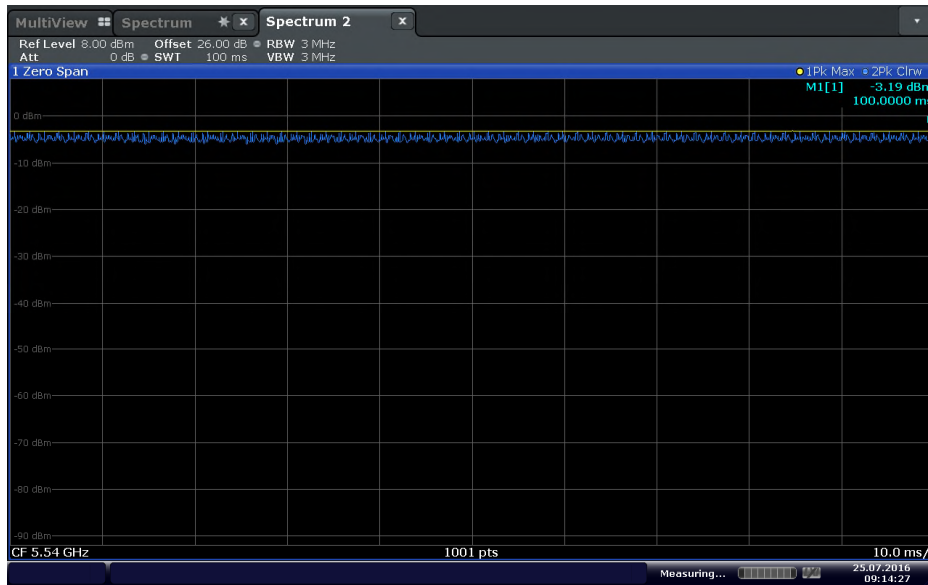 MultiView Spectrum x Spectrum 2 x
Ref Level 8.00 dBm Offset 26.00 dB RBW 3 MHz
Att 0 dB SWT 100 ms VBW 3 MHz
1 Zero Span 1Pk Max 2Pk Clrw
M1[1] -3.19 dBm
100.0000 ms
0 dBm
-10 dBm
-20 dBm
-30 dBm
-40 dBm
-50 dBm
-60 dBm
-70 dBm
-80 dBm
-90 dBm
CF 5.54 GHz 1001 pts 10.0 ms/
Measuring... 25.07.2016
09:14:27